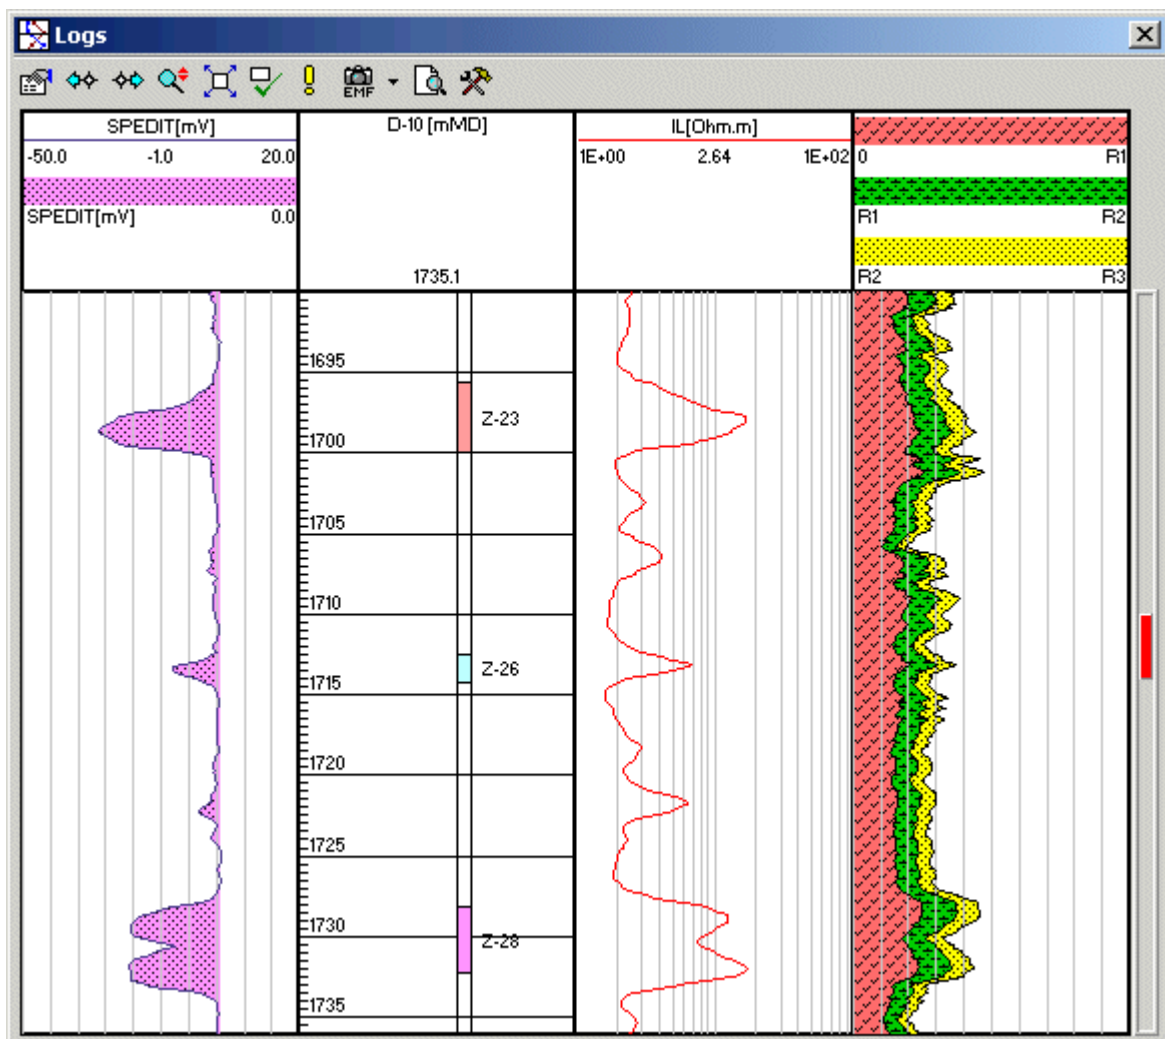 Logs
EMF
SPEDIT[mV]
-50.0 -1.0 20.0
SPEDIT[mV] 0.0
D-10 [mMD]
1735.1
IL[Ohm.m]
1E+00 2.64 1E+02
0 R1
R1 R2
R2 R3
1695
Z-23
1700
1705
1710
Z-26
1715
1720
1725
1730
Z-28
1735